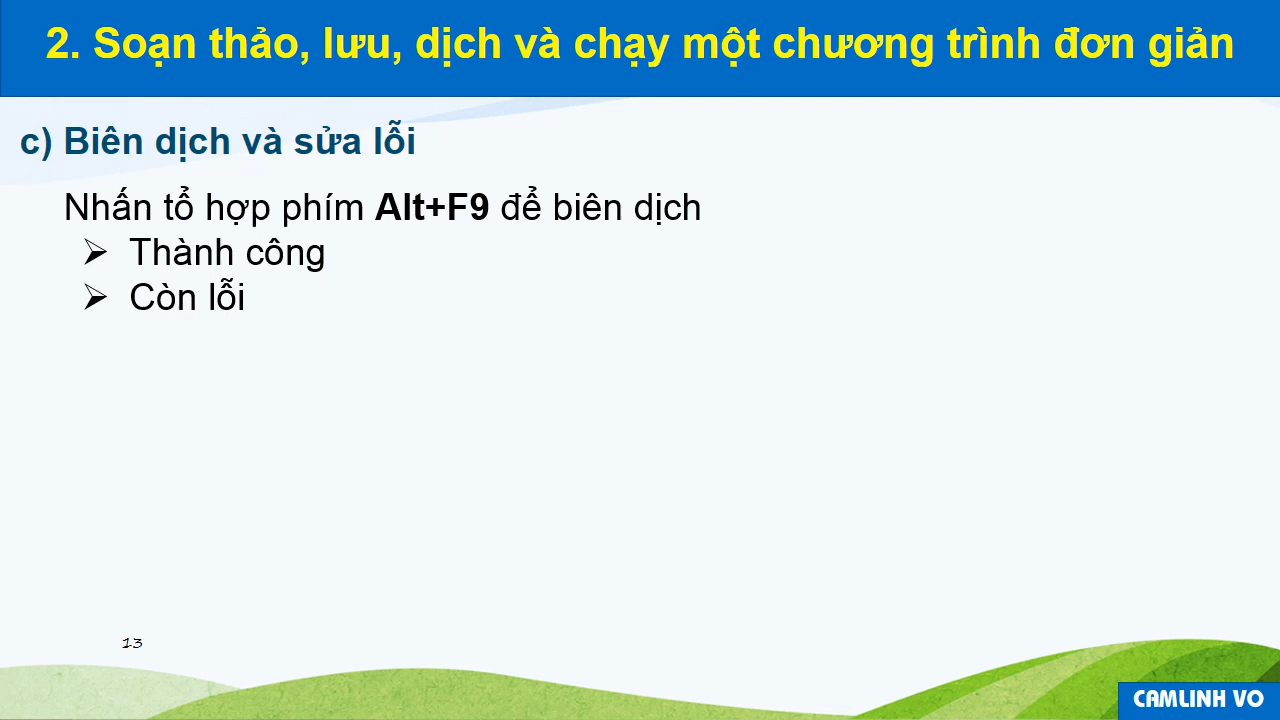 2. Soạn thảo, lưu, dịch và chạy một chương trình đơn giản
c) Biên dịch và sửa lỗi
Nhấn tổ hợp phím Alt+F9 để biên dịch
➢ Thành công
➢ Còn lỗi
13
CAMLINH VO